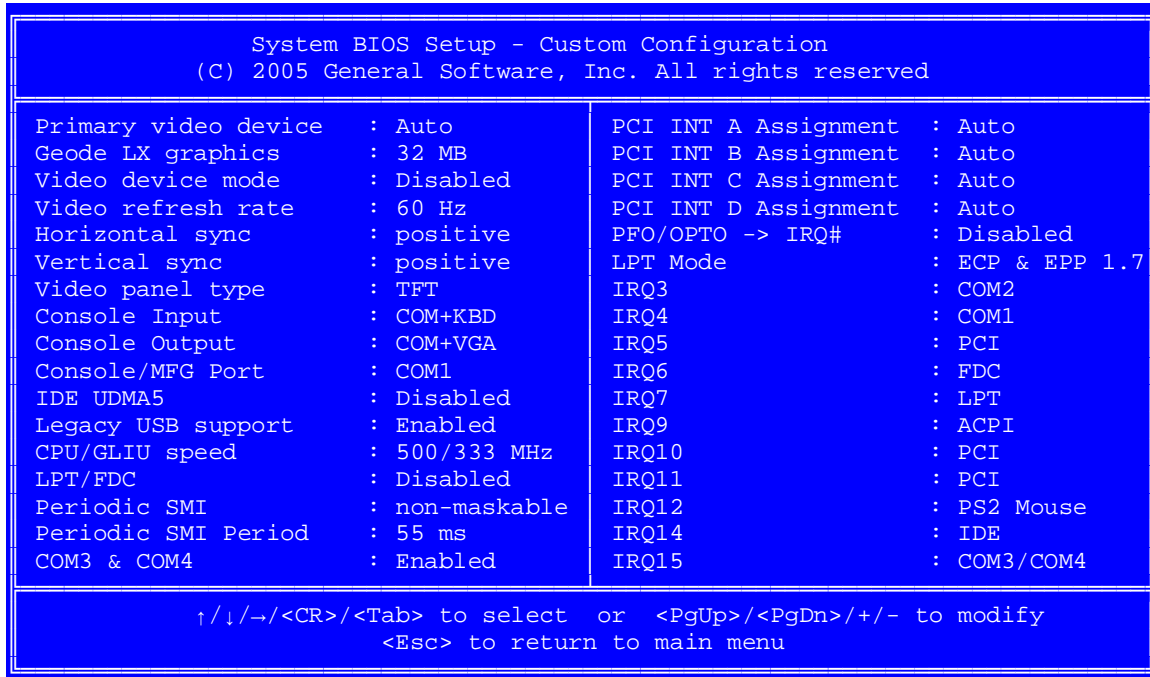 System BIOS Setup - Custom Configuration
(C) 2005 General Software, Inc. All rights reserved
Primary video device : Auto
Geode LX graphics : 32 MB
Video device mode : Disabled
Video refresh rate : 60 Hz
Horizontal sync : positive
Vertical sync : positive
Video panel type : TFT
Console Input : COM+KBD
Console Output : COM+VGA
Console/MFG Port : COM1
IDE UDMA5 : Disabled
Legacy USB support : Enabled
CPU/GLIU speed : 500/333 MHz
LPT/FDC : Disabled
Periodic SMI : non-maskable
Periodic SMI Period : 55 ms
COM3 & COM4 : Enabled
PCI INT A Assignment : Auto
PCI INT B Assignment : Auto
PCI INT C Assignment : Auto
PCI INT D Assignment : Auto
PFO/OPTO -> IRQ# : Disabled
LPT Mode : ECP & EPP 1.7
IRQ3 : COM2
IRQ4 : COM1
IRQ5 : PCI
IRQ6 : FDC
IRQ7 : LPT
IRQ9 : ACPI
IRQ10 : PCI
IRQ11 : PCI
IRQ12 : PS2 Mouse
IRQ14 : IDE
IRQ15 : COM3/COM4
↑/↓/→/<CR>/<Tab> to select or <PgUp>/<PgDn>/+/- to modify
<Esc> to return to main menu